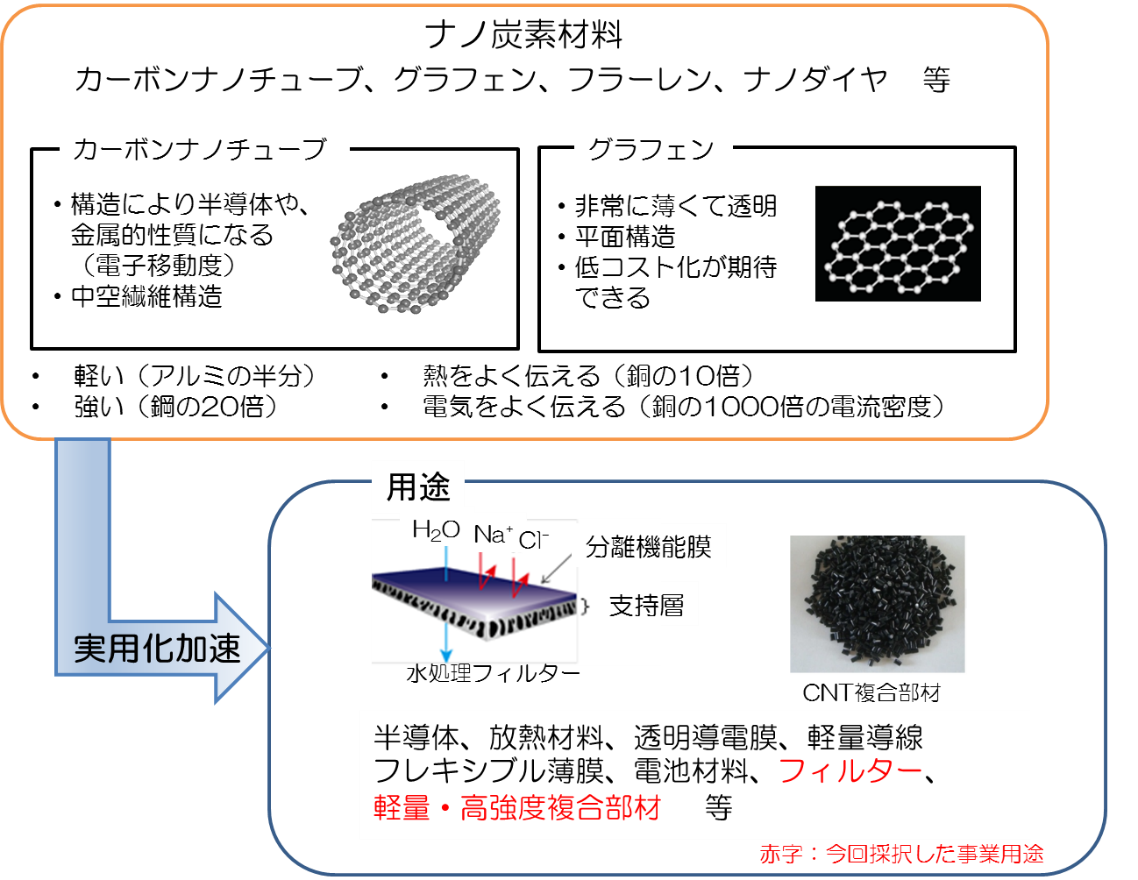 ナノ炭素材料
カーボンナノチューブ、グラフェン、フラーレン、ナノダイヤ　等
カーボンナノチューブ
・構造により半導体や、
金属的性質になる
（電子移動度）
・中空繊維構造
グラフェン
・非常に薄くて透明
・平面構造
・低コスト化が期待
できる
• 軽い（アルミの半分）
• 強い（鋼の20倍）
• 熱をよく伝える（銅の10倍）
• 電気をよく伝える（銅の1000倍の電流密度）
実用化加速
用途
H₂O Na⁺ Cl⁻
分離機能膜
支持層
水処理フィルター
CNT複合部材
半導体、放熱材料、透明導電膜、軽量導線
フレキシブル薄膜、電池材料、フィルター、
軽量・高強度複合部材　等
赤字：今回採択した事業用途